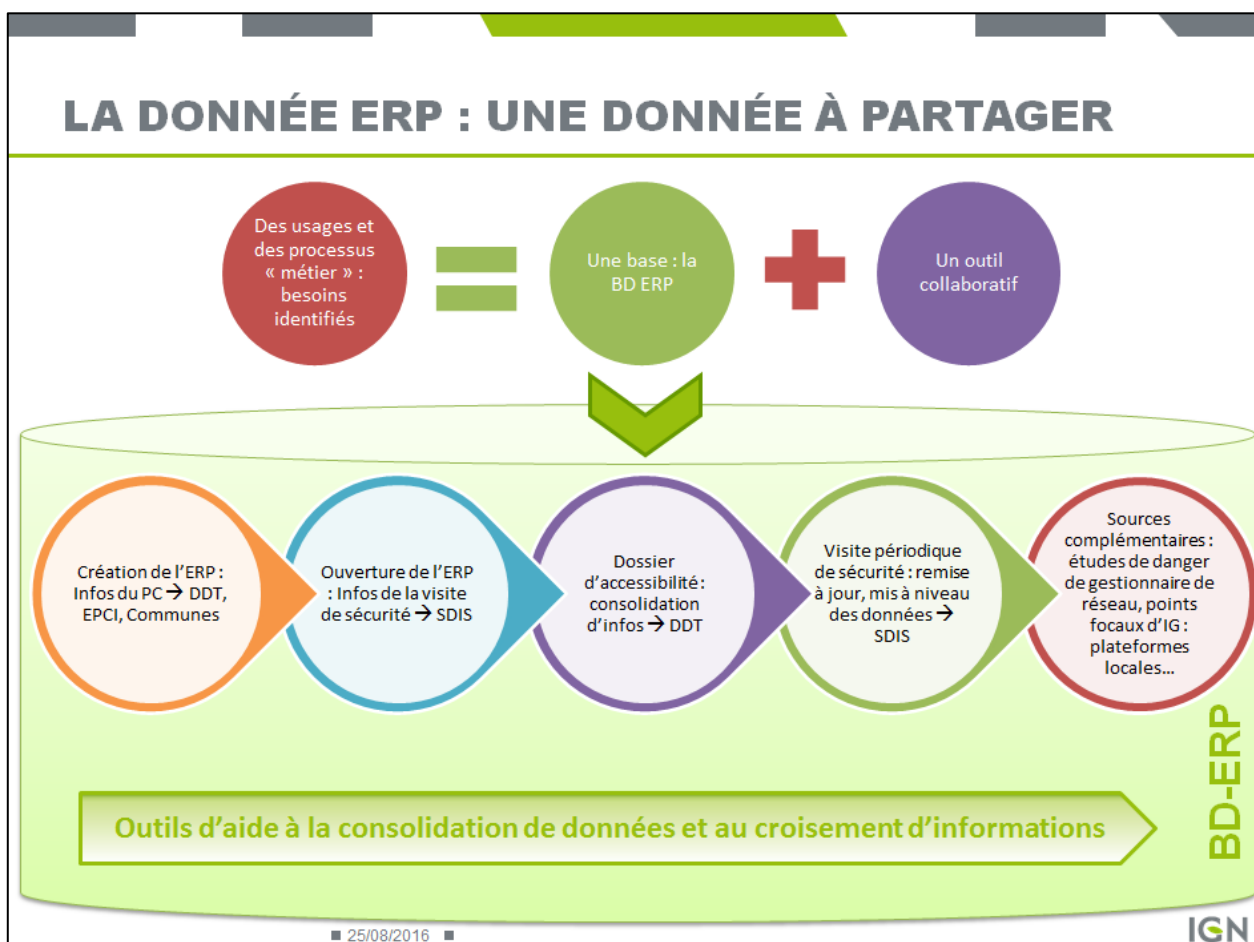 LA DONNÉE ERP : UNE DONNÉE À PARTAGER
Des usages et
des processus
« métier » :
besoins
identifiés
Une base : la
BD ERP
Un outil
collaboratif
Création de l’ERP :
Infos du PC → DDT,
EPCI, Communes
Ouverture de l’ERP
: Infos de la visite
de sécurité → SDIS
Dossier
d’accessibilité :
consolidation
d’infos → DDT
Visite périodique
de sécurité : remise
à jour, mis à niveau
des données →
SDIS
Sources
complémentaires :
études de danger
de gestionnaire de
réseau, points
focaux d’IG :
plateformes
locales...
BD-ERP
Outils d’aide à la consolidation de données et au croisement d’informations
25/08/2016
IGN